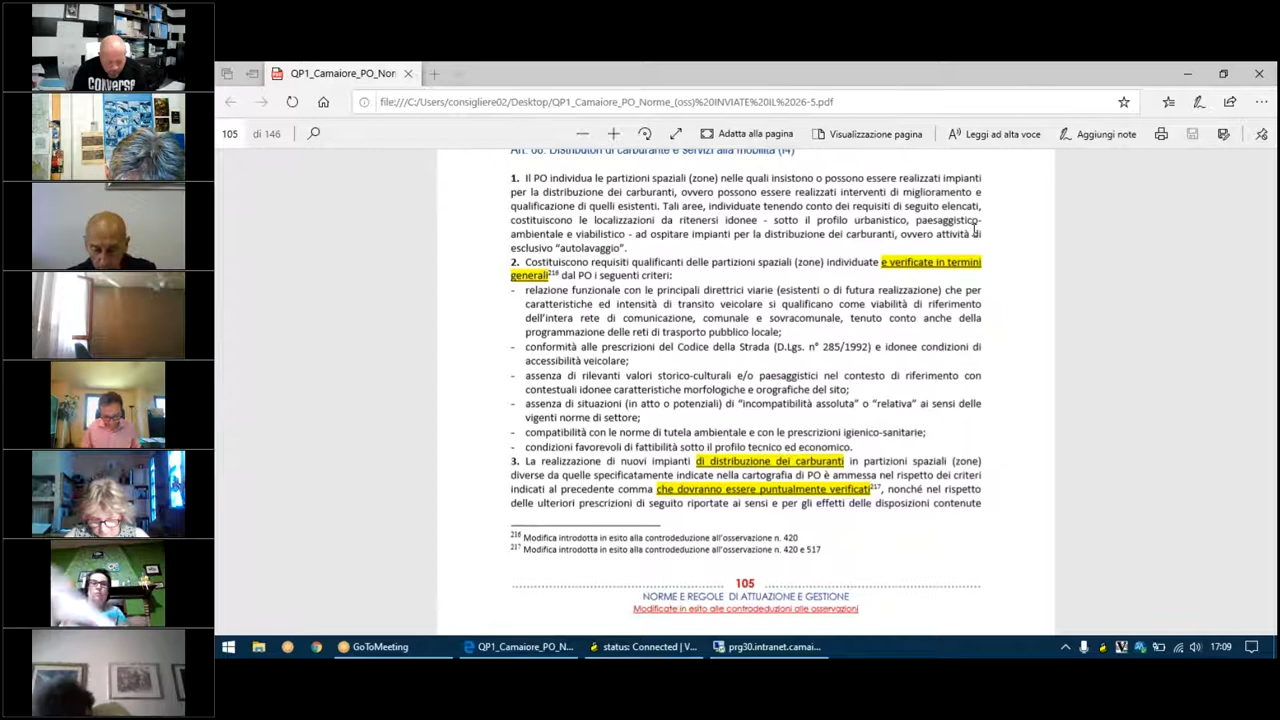 CONVERSE
QP1_Camaiore_PO_Norr
file:///C:/Users/consigliere02/Desktop/QP1_Camaiore_PO_Norme_(oss)%20INVIATE%20IL%2026-5.pdf
105 di 146
Adatta alla pagina
Visualizzazione pagina
Leggi ad alta voce
Aggiungi note
Art. 66. Distributori di carburante e servizi alla mobilità (f4)
1. Il PO individua le partizioni spaziali (zone) nelle quali insistono o possono essere realizzati impianti
per la distribuzione dei carburanti, ovvero possono essere realizzati interventi di miglioramento e
qualificazione di quelli esistenti. Tali aree, individuate tenendo conto dei requisiti di seguito elencati,
costituiscono le localizzazioni da ritenersi idonee - sotto il profilo urbanistico, paesaggistico-
ambientale e viabilistico - ad ospitare impianti per la distribuzione dei carburanti, ovvero attività di
esclusivo “autolavaggio”.
2. Costituiscono requisiti qualificanti delle partizioni spaziali (zone) individuate e verificate in termini
generali216 dal PO i seguenti criteri:
- relazione funzionale con le principali direttrici viarie (esistenti o di futura realizzazione) che per
caratteristiche ed intensità di transito veicolare si qualificano come viabilità di riferimento
dell’intera rete di comunicazione, comunale e sovracomunale, tenuto conto anche della
programmazione delle reti di trasporto pubblico locale;
- conformità alle prescrizioni del Codice della Strada (D.Lgs. n° 285/1992) e idonee condizioni di
accessibilità veicolare;
- assenza di rilevanti valori storico-culturali e/o paesaggistici nel contesto di riferimento con
contestuali idonee caratteristiche morfologiche e orografiche del sito;
- assenza di situazioni (in atto o potenziali) di “incompatibilità assoluta” o “relativa” ai sensi delle
vigenti norme di settore;
- compatibilità con le norme di tutela ambientale e con le prescrizioni igienico-sanitarie;
- condizioni favorevoli di fattibilità sotto il profilo tecnico ed economico.
3. La realizzazione di nuovi impianti di distribuzione dei carburanti in partizioni spaziali (zone)
diverse da quelle specificatamente indicate nella cartografia di PO è ammessa nel rispetto dei criteri
indicati al precedente comma che dovranno essere puntualmente verificati217, nonché nel rispetto
delle ulteriori prescrizioni di seguito riportate ai sensi e per gli effetti delle disposizioni contenute
216 Modifica introdotta in esito alla controdeduzione all’osservazione n. 420
217 Modifica introdotta in esito alla controdeduzione all’osservazione n. 420 e 517
105
NORME E REGOLE DI ATTUAZIONE E GESTIONE
Modificate in esito alle controdeduzioni alle osservazioni
GoToMeeting
QP1_Camaiore_PO_N...
status: Connected | V...
prg30.intranet.camai...
17:09